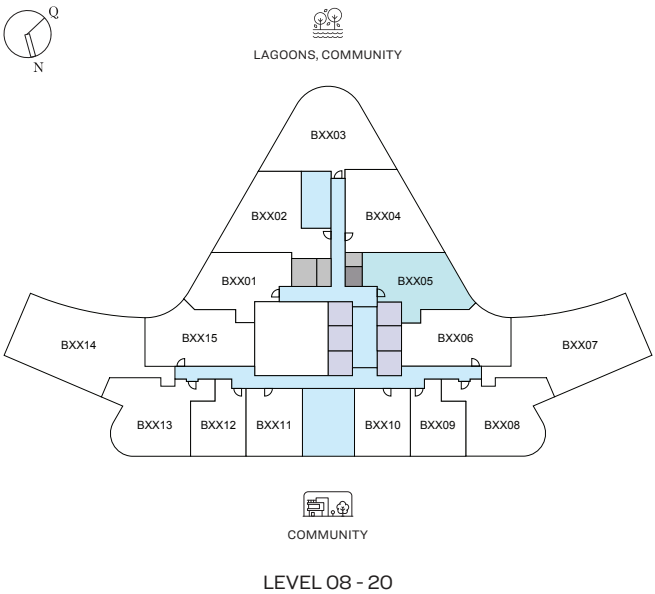 Q
N
LAGOONS, COMMUNITY
BXX03
BXX02
BXX04
BXX01
BXX05
BXX14
BXX15
BXX06
BXX07
BXX13
BXX12
BXX11
BXX10
BXX09
BXX08
COMMUNITY
LEVEL 08 - 20